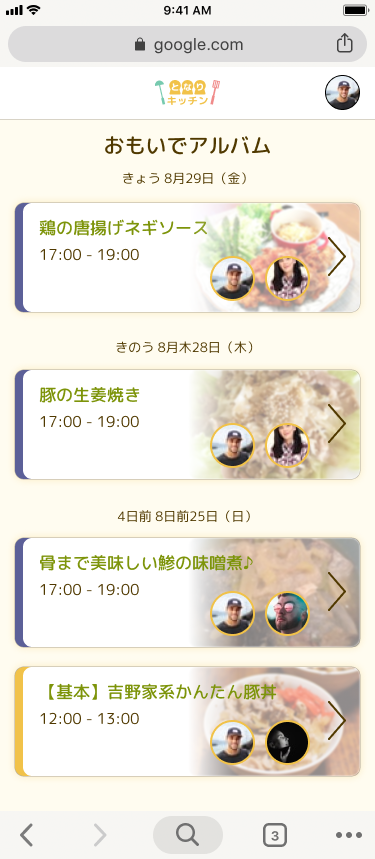 9:41 AM
google.com
となり
キッチン
おもいでアルバム
きょう 8月29日（金）
鶏の唐揚げネギソース
17:00 - 19:00
きのう 8月木28日（木）
豚の生姜焼き
17:00 - 19:00
4日前 8日前25日（日）
骨まで美味しい鯵の味噌煮♪
17:00 - 19:00
【基本】吉野家系かんたん豚丼
12:00 - 13:00
3